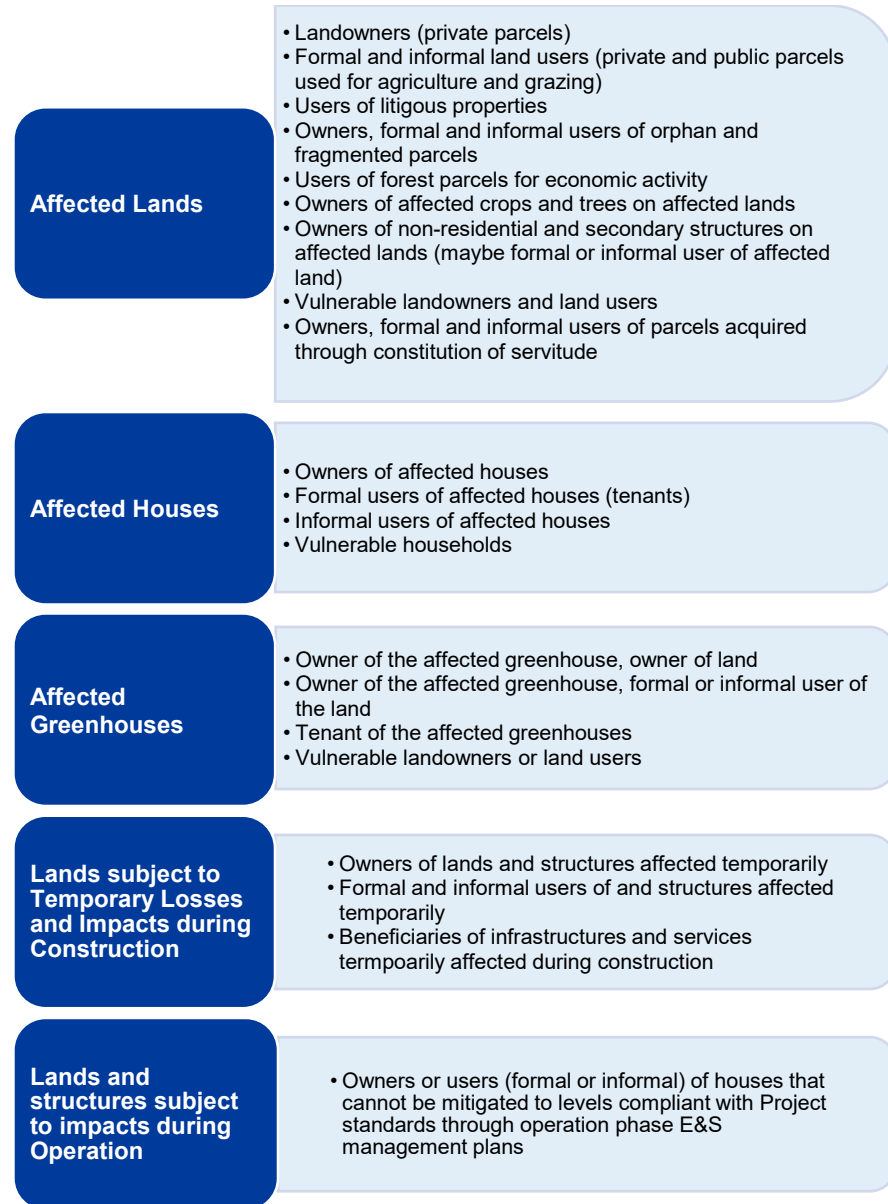 Affected Lands
• Landowners (private parcels)
• Formal and informal land users (private and public parcels
used for agriculture and grazing)
• Users of litigous properties
• Owners, formal and informal users of orphan and
fragmented parcels
• Users of forest parcels for economic activity
• Owners of affected crops and trees on affected lands
• Owners of non-residential and secondary structures on
affected lands (maybe formal or informal user of affected
land)
• Vulnerable landowners and land users
• Owners, formal and informal users of parcels acquired
through constitution of servitude
Affected Houses
• Owners of affected houses
• Formal users of affected houses (tenants)
• Informal users of affected houses
• Vulnerable households
Affected
Greenhouses
• Owner of the affected greenhouse, owner of land
• Owner of the affected greenhouse, formal or informal user of
the land
• Tenant of the affected greenhouses
• Vulnerable landowners or land users
Lands subject to
Temporary Losses
and Impacts during
Construction
• Owners of lands and structures affected temporarily
• Formal and informal users of and structures affected
temporarily
• Beneficiaries of infrastructures and services
termpoarily affected during construction
Lands and
structures subject
to impacts during
Operation
• Owners or users (formal or informal) of houses that
cannot be mitigated to levels compliant with Project
standards through operation phase E&S
management plans